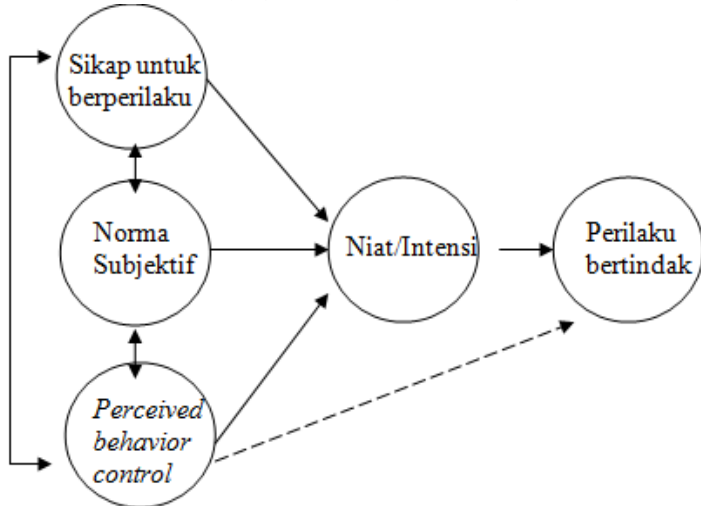 Sikap untuk
berperilaku
Norma
Subjektif
Niat/Intensi
Perilaku
bertindak
Perceived
behavior
control